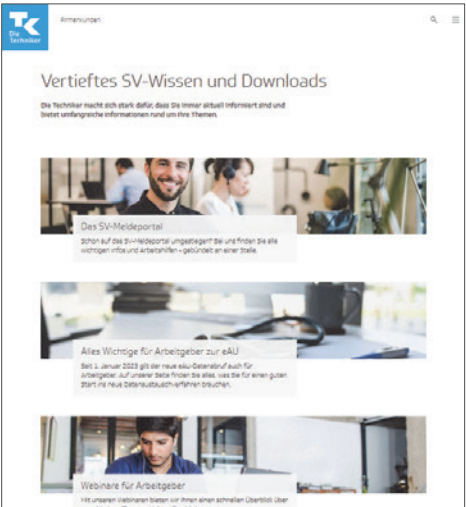 TK
Die
Techniker
Firmenkunden
Vertieftes SV-Wissen und Downloads
Die Techniker macht sich stark dafür, dass Sie immer aktuell informiert sind und
bietet umfangreiche Informationen rund um Ihre Themen.
Das SV-Meldeportal
Schon auf das SV-Meldeportal umgestiegen? Bei uns finden Sie alle
wichtigen Infos und Arbeitshilfen – gebündelt an einer Stelle.
Alles Wichtige für Arbeitgeber zur eAU
Seit 1. Januar 2023 gilt der neue eAU-Datenabruf auch für
Arbeitgeber. Auf unserer Seite finden Sie alles, was Sie für einen guten
Start ins neue Datenaustauschverfahren brauchen.
Webinare für Arbeitgeber
Mit unseren Webinaren bieten wir Ihnen einen schnellen Überblick über